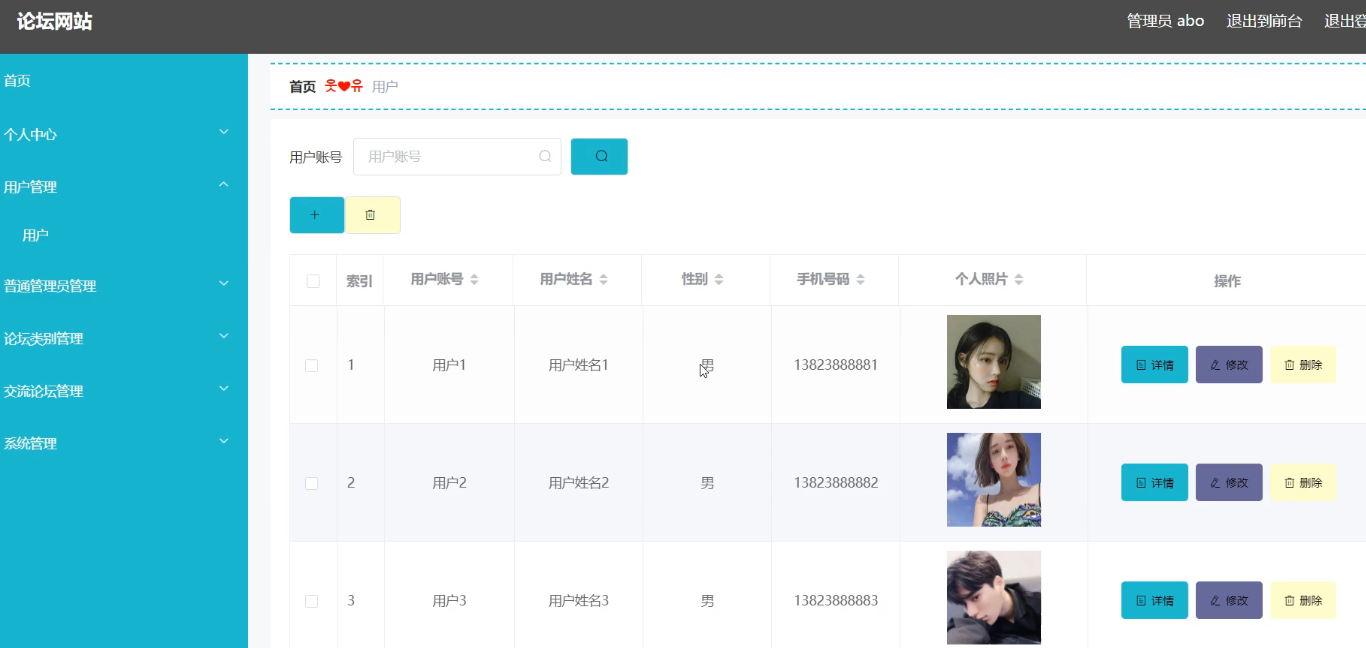 论坛网站
管理员 abo 退出到前台 退出登
首页
个人中心
用户管理
用户
普通管理员管理
论坛类别管理
交流论坛管理
系统管理
首页 웃❤유 用户
用户账号 用户账号
索引 用户账号 用户姓名 性别 手机号码 个人照片 操作
1 用户1 用户姓名1 男 13823888881 详情 修改 删除
2 用户2 用户姓名2 男 13823888882 详情 修改 删除
3 用户3 用户姓名3 男 13823888883 详情 修改 删除